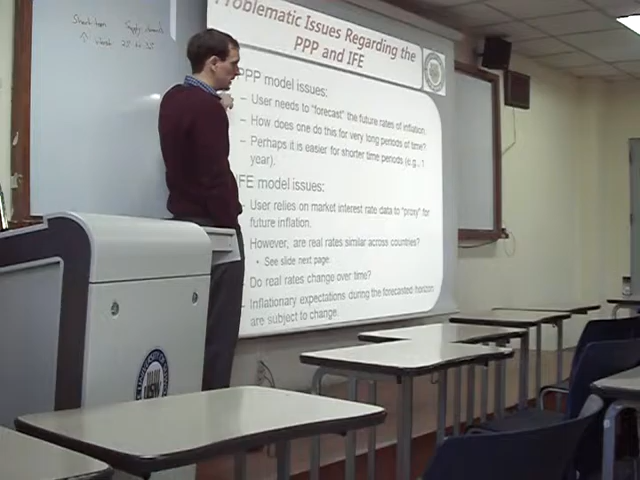 Short term Supply
Problematic Issues Regarding the
PPP and IFE
PPP model issues:
– User needs to "forecast" the future rates of inflation.
– How does one do this for very long periods of time?
– Perhaps it is easier for shorter time periods (e.g., 1
year).
FE model issues:
User relies on market interest rate data to "proxy" for
future inflation.
However, are real rates similar across countries?
• See slide next page.
Do real rates change over time?
Inflationary expectations during the forecasted horizon
are subject to change.